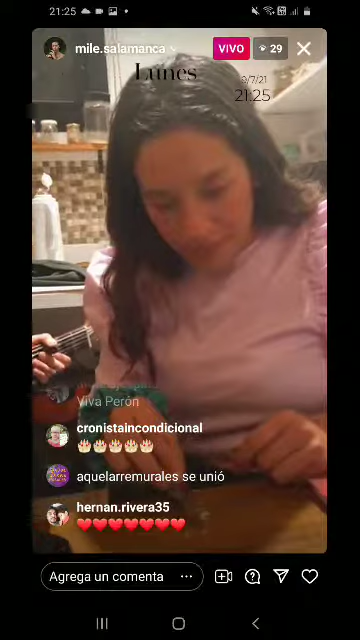 21:25
mile.salamanca
VIVO
29
Lunes
9/7/21
21:25
Viva Perón
cronistaincondicional
🎂🎂🎂🎂🎂
aquelarremurales se unió
hernan.rivera35
❤️❤️❤️❤️❤️❤️❤️
Agrega un comenta